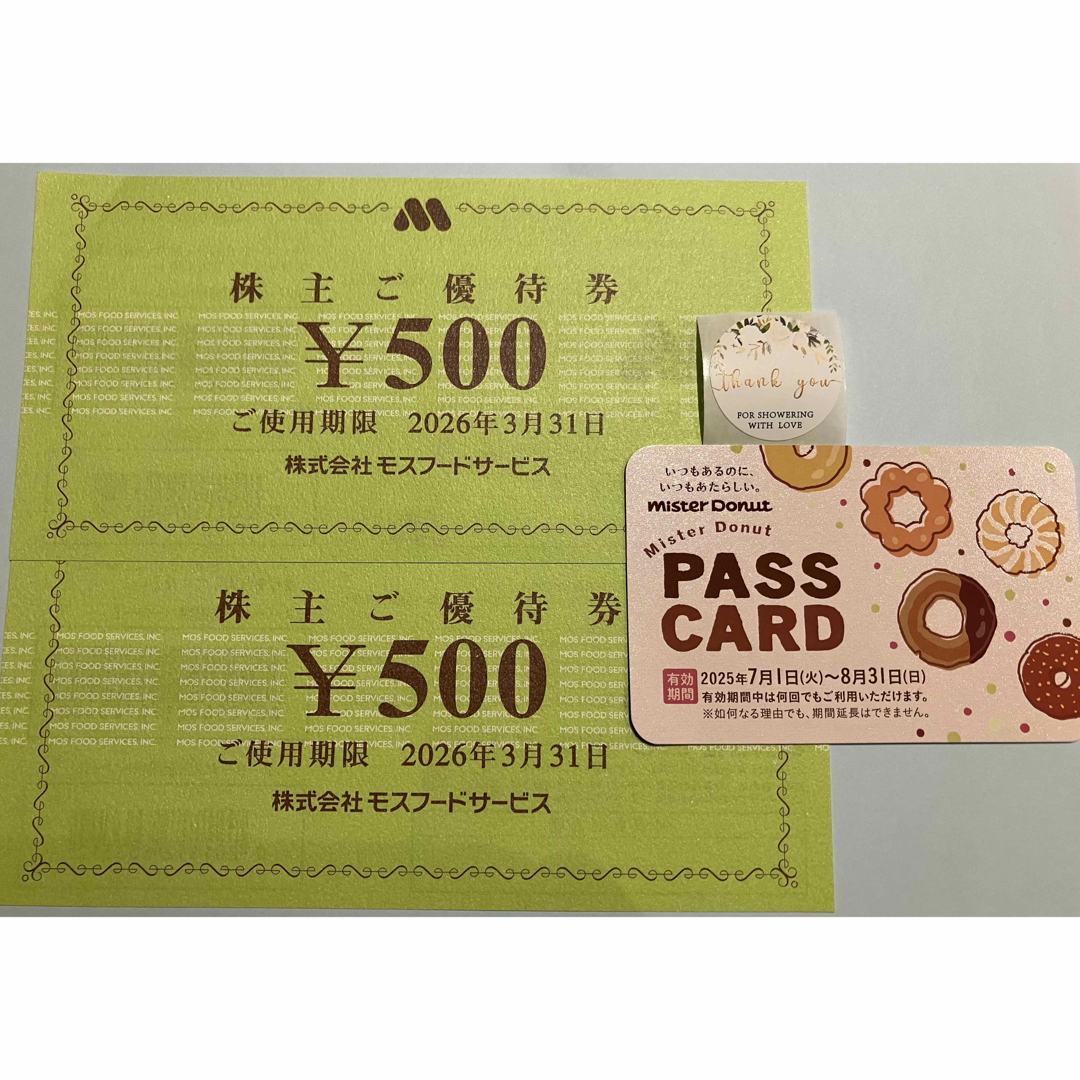 株主ご優待券
MOS FOOD SERVICES, INC.
¥500
ご使用期限 2026年3月31日
株式会社 モスフードサービス
株主ご優待券
MOS FOOD SERVICES, INC.
¥500
ご使用期限 2026年3月31日
株式会社 モスフードサービス
thank you
FOR SHOWERING
WITH LOVE
いつもあるのに、
いつもあたらしい。
mister Donut
Mister Donut
PASS
CARD
有効
期間
2025年7月1日(火)〜8月31日(日)
有効期間中は何回でもご利用いただけます。
※如何なる理由でも、期間延長はできません。